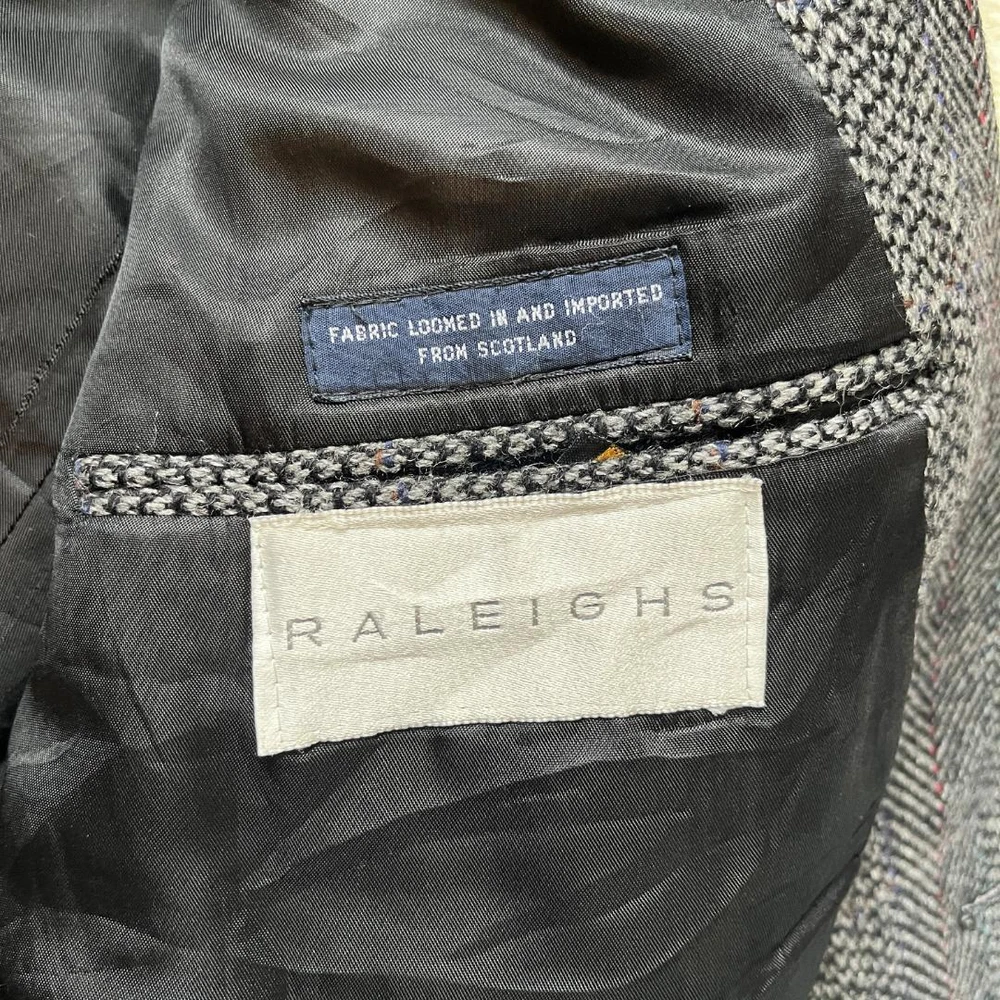 FABRIC LOOMED IN AND IMPORTED
FROM SCOTLAND
RALEIGHS